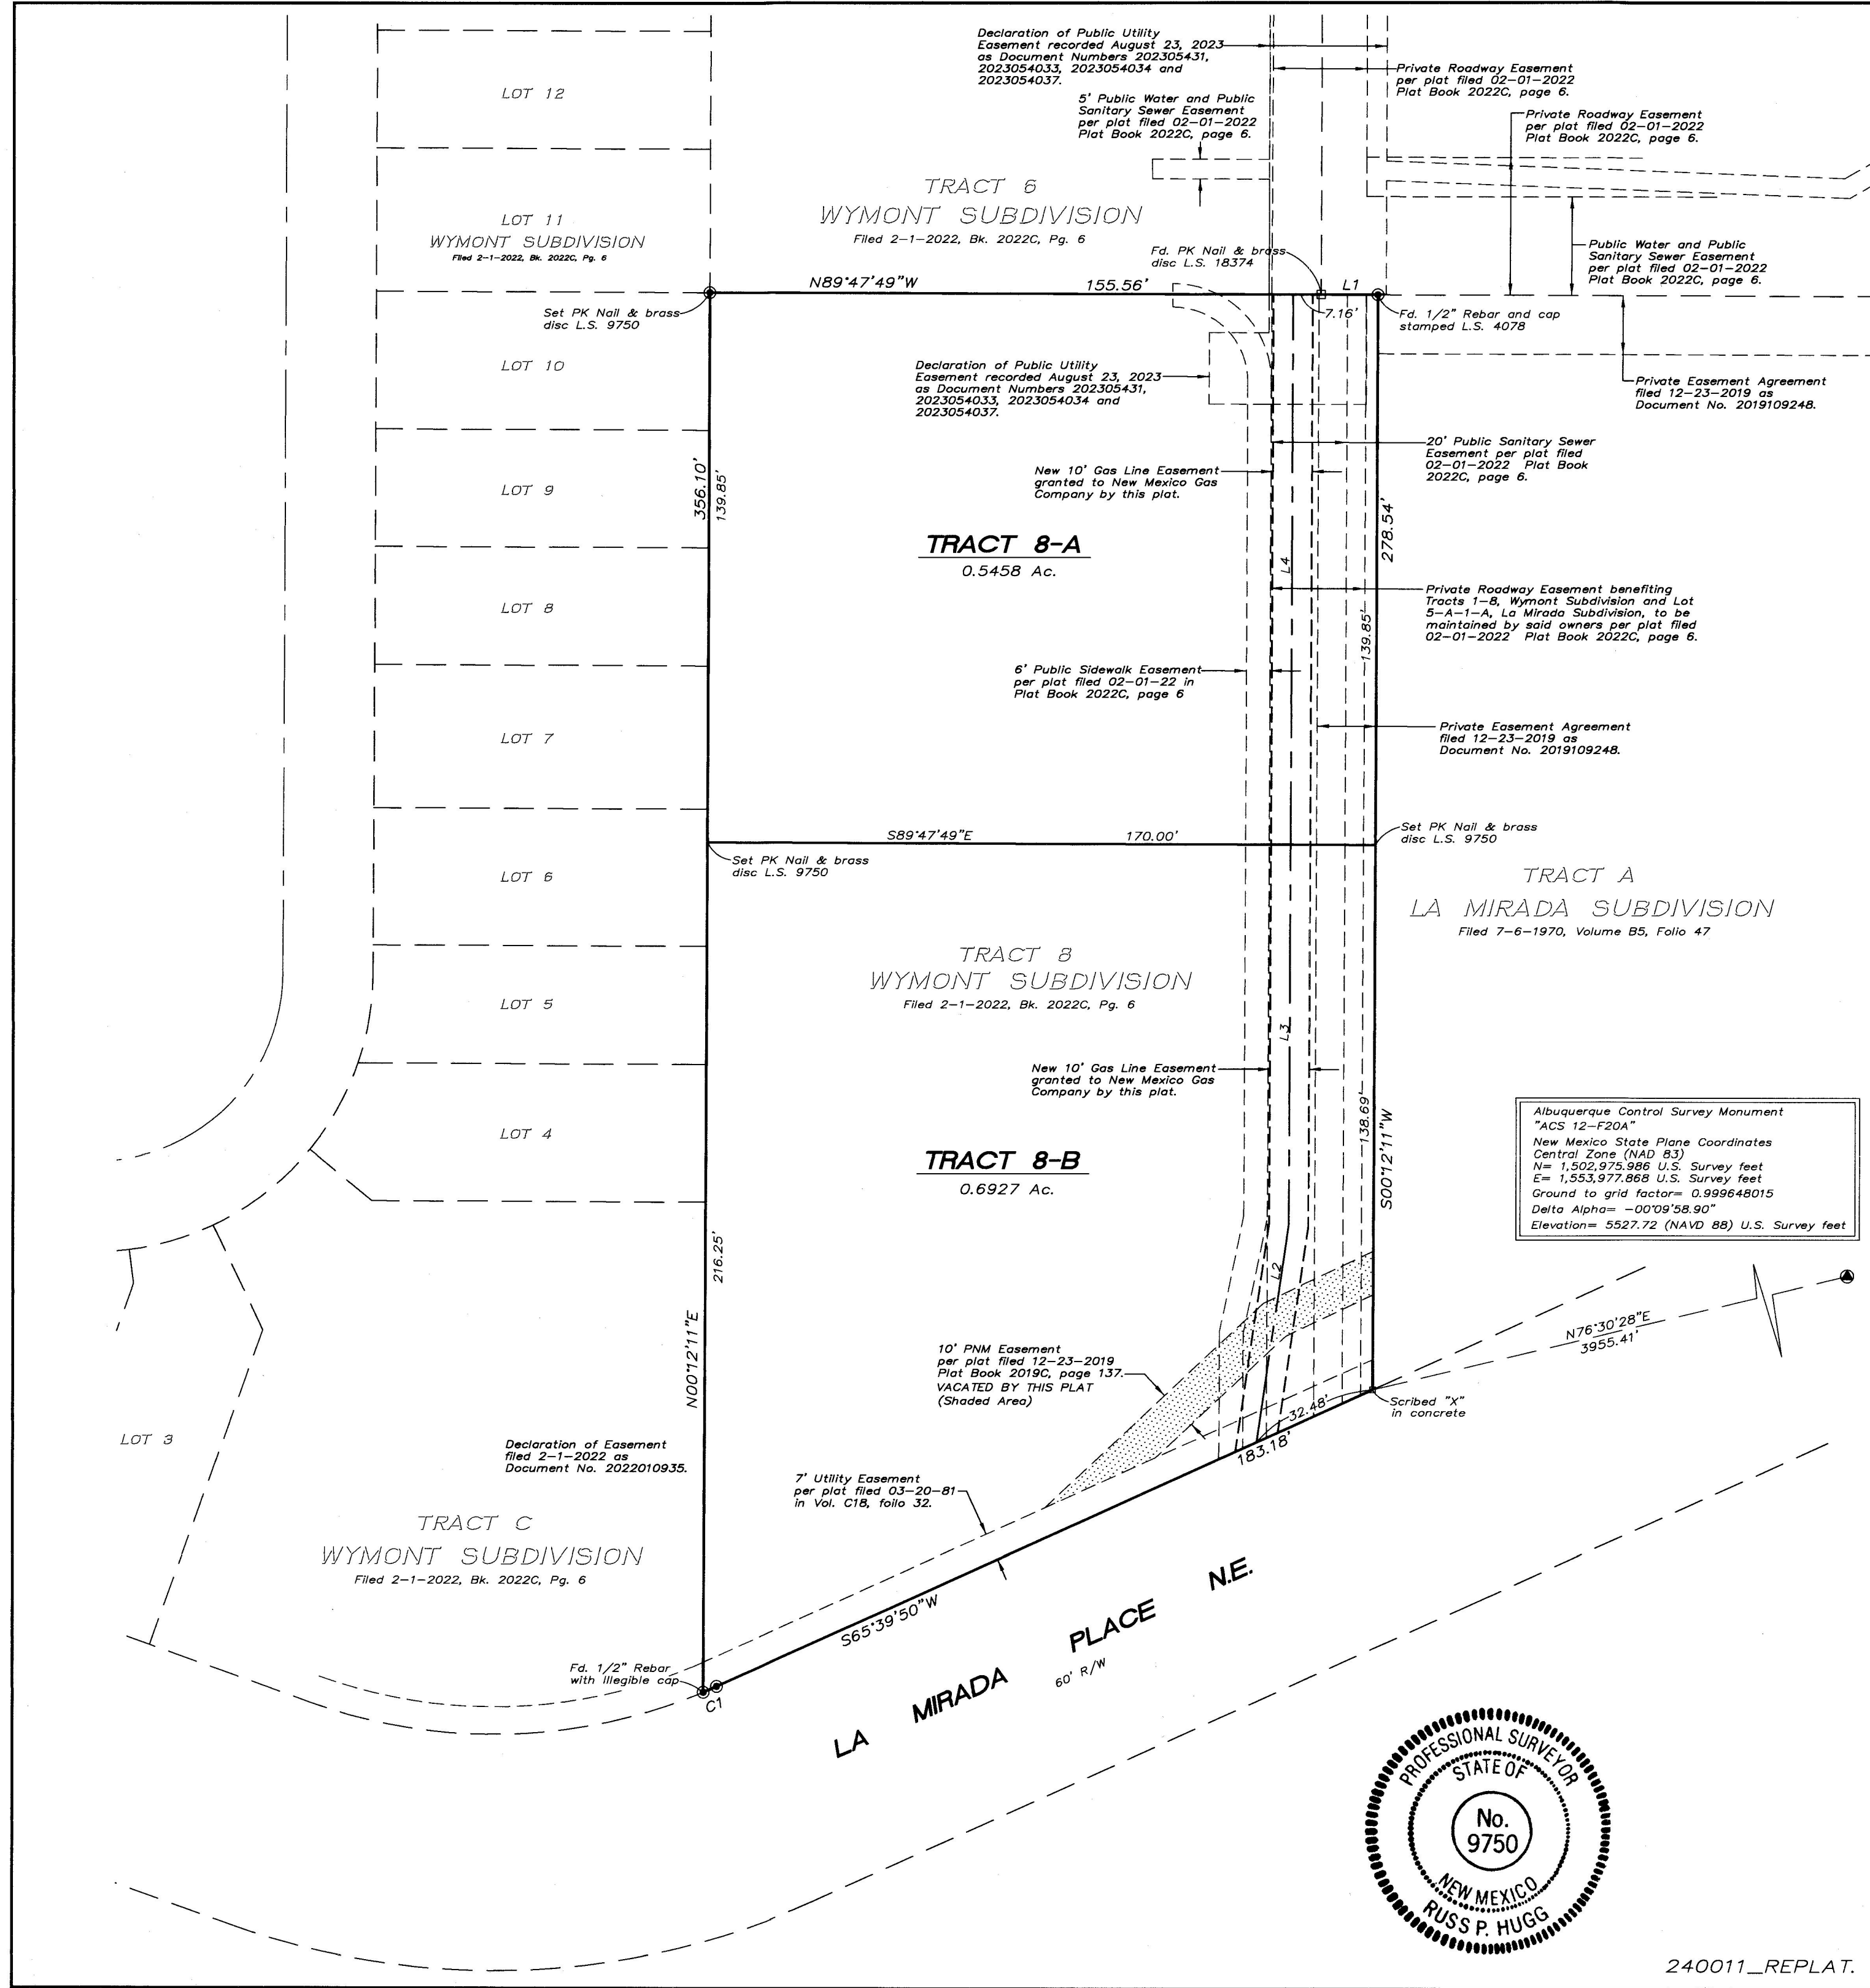 Declaration of Public Utility
Easement recorded August 23, 2023
as Document Numbers 202305431,
2023054033, 2023054034 and
2023054037.
Private Roadway Easement
per plat filed 02-01-2022
Plat Book 2022C, page 6.
LOT 12
5' Public Water and Public
Sanitary Sewer Easement
per plat filed 02-01-2022
Plat Book 2022C, page 6.
Private Roadway Easement
per plat filed 02-01-2022
Plat Book 2022C, page 6.
TRACT 6
WYMONT SUBDIVISION
Filed 2-1-2022, Bk. 2022C, Pg. 6
LOT 11
WYMONT SUBDIVISION
Filed 2-1-2022, Bk. 2022C, Pg. 6
Fd. PK Nail & brass
disc L.S. 18374
Public Water and Public
Sanitary Sewer Easement
per plat filed 02-01-2022
Plat Book 2022C, page 6.
N89°47'49"W
155.56'
L1
7.16'
Set PK Nail & brass
disc L.S. 9750
Fd. 1/2" Rebar and cap
stamped L.S. 4078
LOT 10
Declaration of Public Utility
Easement recorded August 23, 2023
as Document Numbers 202305431,
2023054033, 2023054034 and
2023054037.
Private Easement Agreement
filed 12-23-2019 as
Document No. 2019109248.
20' Public Sanitary Sewer
Easement per plat filed
02-01-2022 Plat Book
2022C, page 6.
LOT 9
356.10'
139.85'
New 10' Gas Line Easement
granted to New Mexico Gas
Company by this plat.
278.54'
TRACT 8-A
0.5458 Ac.
L4
LOT 8
Private Roadway Easement benefiting
Tracts 1-8, Wymont Subdivision and Lot
5-A-1-A, La Mirada Subdivision, to be
maintained by said owners per plat filed
02-01-2022 Plat Book 2022C, page 6.
139.85'
6' Public Sidewalk Easement
per plat filed 02-01-22 in
Plat Book 2022C, page 6
LOT 7
Private Easement Agreement
filed 12-23-2019 as
Document No. 2019109248.
S89°47'49"E
170.00'
Set PK Nail & brass
disc L.S. 9750
Set PK Nail & brass
disc L.S. 9750
LOT 6
TRACT A
LA MIRADA SUBDIVISION
Filed 7-6-1970, Volume B5, Folio 47
TRACT 8
WYMONT SUBDIVISION
Filed 2-1-2022, Bk. 2022C, Pg. 6
LOT 5
L3
New 10' Gas Line Easement
granted to New Mexico Gas
Company by this plat.
138.69'
S00°12'11"W
LOT 4
TRACT 8-B
0.6927 Ac.
Albuquerque Control Survey Monument
"ACS 12-F20A"
New Mexico State Plane Coordinates
Central Zone (NAD 83)
N= 1,502,975.986 U.S. Survey feet
E= 1,553,977.868 U.S. Survey feet
Ground to grid factor= 0.999648015
Delta Alpha= -00°09'58.90"
Elevation= 5527.72 (NAVD 88) U.S. Survey feet
216.25'
L2
N00°12'11"E
N76°30'28"E
3955.41'
10' PNM Easement
per plat filed 12-23-2019
Plat Book 2019C, page 137.
VACATED BY THIS PLAT
(Shaded Area)
32.48'
Scribed "X"
in concrete
LOT 3
Declaration of Easement
filed 2-1-2022 as
Document No. 2022010935.
183.18'
7' Utility Easement
per plat filed 03-20-81
in Vol. C18, foilo 32.
TRACT C
WYMONT SUBDIVISION
Filed 2-1-2022, Bk. 2022C, Pg. 6
S65°39'50"W
LA MIRADA PLACE N.E.
60' R/W
Fd. 1/2" Rebar
with Illegible cap
C1
PROFESSIONAL SURVEYOR
STATE OF
No.
9750
NEW MEXICO
RUSS P. HUGG
240011_REPLAT.